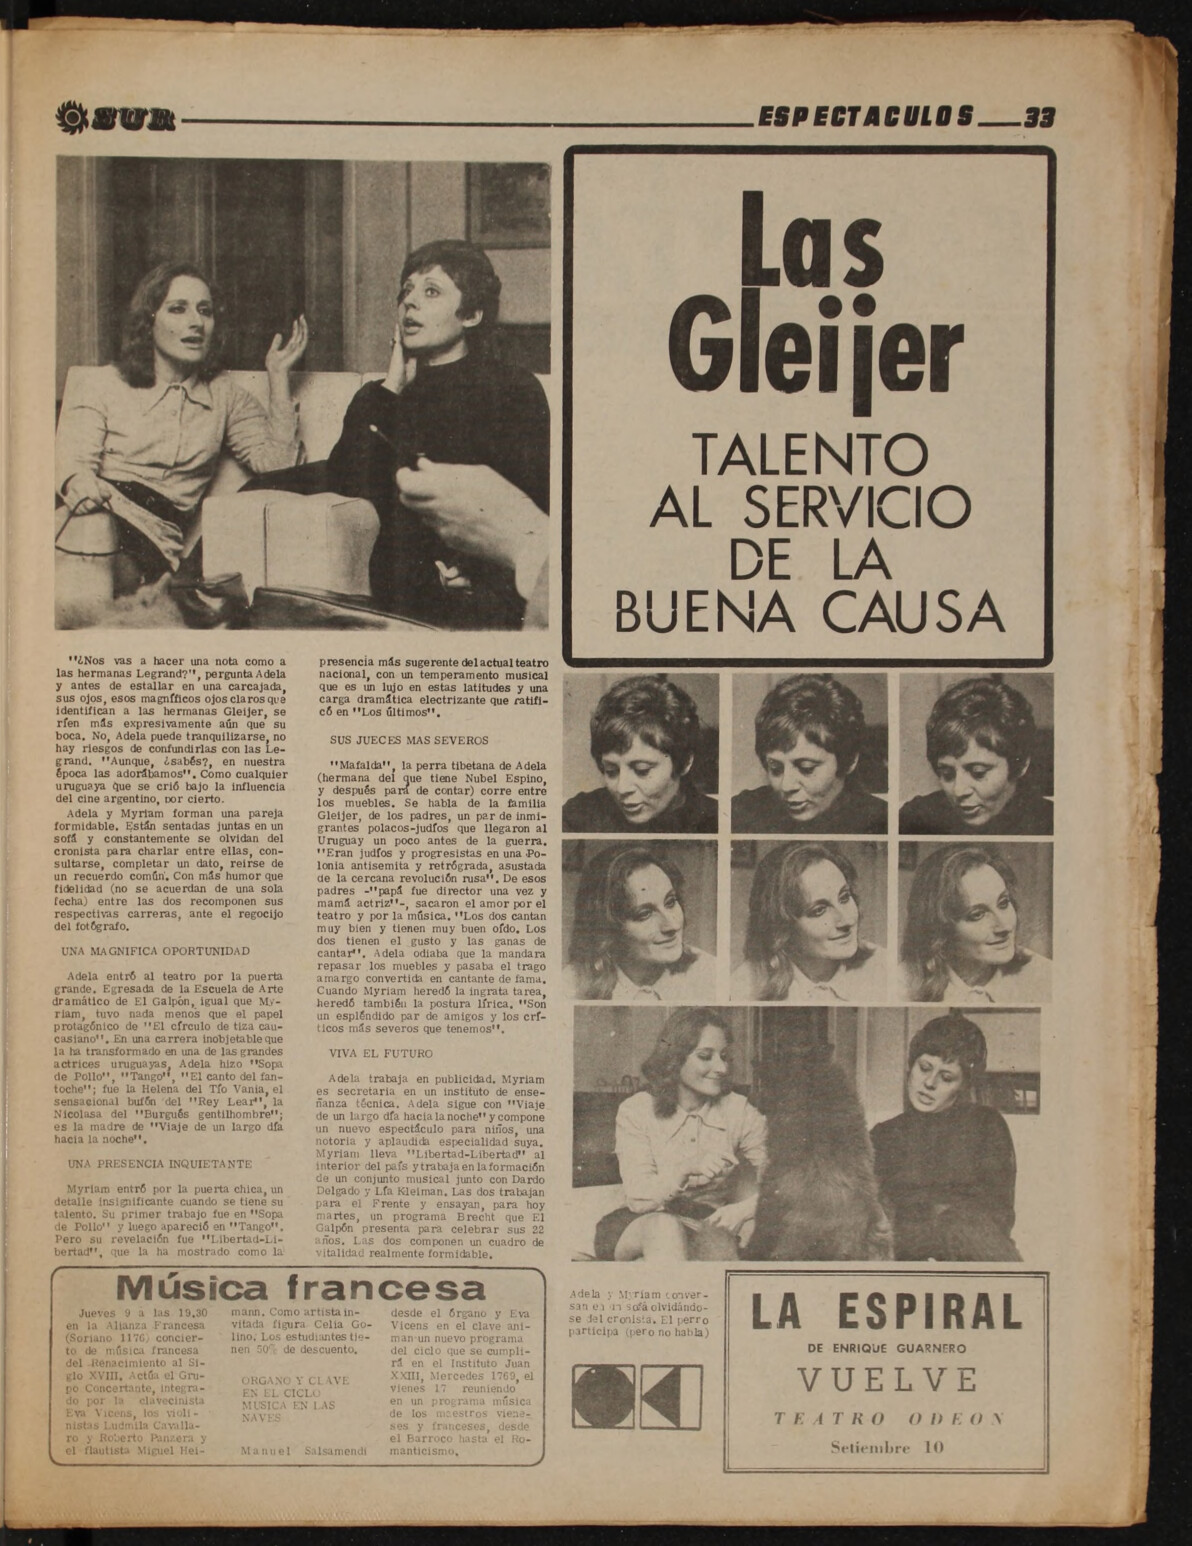 SUR
ESPECTACULOS 33
Las
Gleijer
TALENTO
AL SERVICIO
DE LA
BUENA CAUSA
"¿Nos vas a hacer una nota como a
las hermanas Legrand?", pergunta Adela
y antes de estallar en una carcajada,
sus ojos, esos magníficos ojos claros que
identifican a las hermanas Gleijer, se
ríen más expresivamente aún que su
boca. No, Adela puede tranquilizarse, no
hay riesgos de confundirlas con las Le-
grand. "Aunque, ¿sabés?, en nuestra
época las adorábamos". Como cualquier
uruguaya que se crió bajo la influencia
del cine argentino, por cierto.
Adela y Myriam forman una pareja
formidable. Están sentadas juntas en un
sofá y constantemente se olvidan del
cronista para charlar entre ellas, con-
sultarse, completar un dato, reirse de
un recuerdo común. Con más humor que
fidelidad (no se acuerdan de una sola
fecha) entre las dos recomponen sus
respectivas carreras, ante el regocijo
del fotógrafo.
UNA MAGNIFICA OPORTUNIDAD
Adela entró al teatro por la puerta
grande. Egresada de la Escuela de Arte
dramático de El Galpón, igual que My-
riam, tuvo nada menos que el papel
protagónico de "El círculo de tiza cau-
casiano". En una carrera inobjetable que
la ha transformado en una de las grandes
actrices uruguayas, Adela hizo "Sopa
de Pollo", "Tango", "El canto del fan-
toche"; fue la Helena del Tío Vania, el
sensacional bufón del "Rey Lear", la
Nicolasa del "Burgués gentilhombre";
es la madre de "Viaje de un largo día
hacia la noche".
UNA PRESENCIA INQUIETANTE
Myriam entró por la puerta chica, un
detalle insignificante cuando se tiene su
talento. Su primer trabajo fue en "Sopa
de Pollo" y luego apareció en "Tango".
Pero su revelación fue "Libertad-Li-
bertad", que la ha mostrado como la
presencia más sugerente del actual teatro
nacional, con un temperamento musical
que es un lujo en estas latitudes y una
carga dramática electrizante que ratifi-
có en "Los últimos".
SUS JUECES MAS SEVEROS
"Mafalda", la perra tibetana de Adela
(hermana del que tiene Nubel Espino,
y después pará de contar) corre entre
los muebles. Se habla de la familia
Gleijer, de los padres, un par de inmi-
grantes polacos-judíos que llegaron al
Uruguay un poco antes de la guerra.
"Eran judíos y progresistas en una Po-
lonia antisemita y retrógrada, asustada
de la cercana revolución rusa". De esos
padres -"papá fue director una vez y
mamá actriz"-, sacaron el amor por el
teatro y por la música. "Los dos cantan
muy bien y tienen muy buen oído. Los
dos tienen el gusto y las ganas de
cantar". Adela odiaba que la mandara
repasar los muebles y pasaba el trago
amargo convertida en cantante de fama.
Cuando Myriam heredó la ingrata tarea,
heredó también la postura lírica. "Son
un espléndido par de amigos y los crí-
ticos más severos que tenemos".
VIVA EL FUTURO
Adela trabaja en publicidad. Myriam
es secretaria en un instituto de ense-
ñanza técnica. Adela sigue con "Viaje
de un largo día hacia la noche" y compone
un nuevo espectáculo para niños, una
notoria y aplaudida especialidad suya.
Myriam lleva "Libertad-Libertad" al
interior del país y trabaja en la formación
de un conjunto musical junto con Dardo
Delgado y Lía Kleiman. Las dos trabajan
para el Frente y ensayan, para hoy
martes, un programa Brecht que El
Galpón presenta para celebrar sus 22
años. Las dos componen un cuadro de
vitalidad realmente formidable.
Adela y Myriam conver-
san en un sofá olvidándo-
se del cronista. El perro
participa (pero no habla)
Música francesa
Jueves 9 a las 19,30
en la Alianza Francesa
(Soriano 1176) concier-
to de música francesa
del Renacimiento al Si-
glo XVIII. Actúa el Gru-
po Concertante, integra-
do por la clavecinista
Eva Vicens, los violi-
nistas Ludmila Cavalla-
ro y Roberto Panzera y
el flautista Miguel Hei-
mann. Como artista in-
vitada figura Celia Go-
lino. Los estudiantes tie-
nen 50% de descuento.
ORGANO Y CLAVE
EN EL CICLO
MUSICA EN LAS
NAVES
Manuel Salsamendi
desde el órgano y Eva
Vicens en el clave ani-
man un nuevo programa
del ciclo que se cumpli-
rá en el Instituto Juan
XXIII, Mercedes 1769, el
vienes 17 reuniendo
en un programa música
de los maestros viene-
ses y franceses, desde
el Barroco hasta el Ro-
manticismo.
LA ESPIRAL
DE ENRIQUE GUARNERO
VUELVE
TEATRO ODEON
Setiembre 10